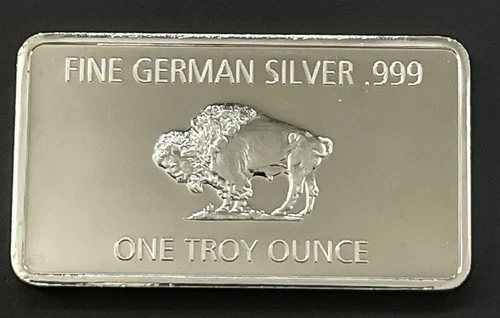 FINE GERMAN SILVER .999
ONE TROY OUNCE